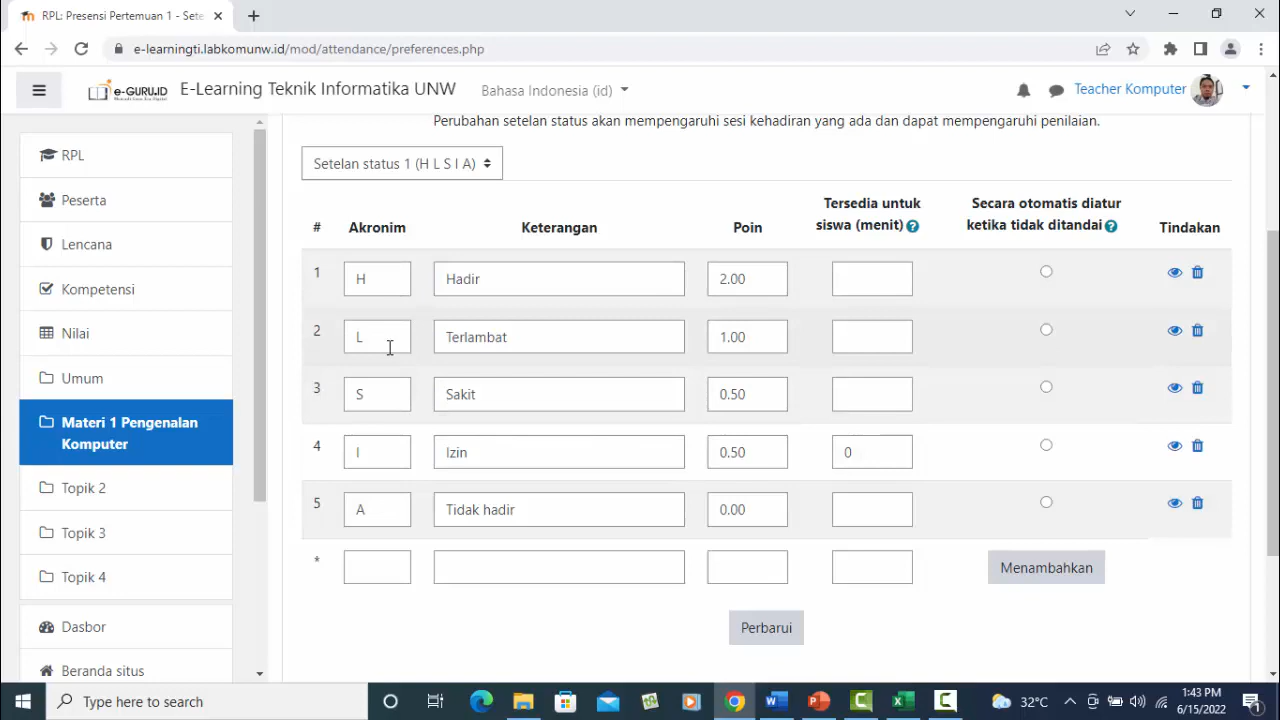 RPL: Presensi Pertemuan 1 - Sete
e-learningti.labkomunw.id/mod/attendance/preferences.php
e-GURU.ID
E-Learning Teknik Informatika UNW
Bahasa Indonesia (id)
Teacher Komputer
RPL
Peserta
Lencana
Kompetensi
Nilai
Umum
Materi 1 Pengenalan
Komputer
Topik 2
Topik 3
Topik 4
Dasbor
Beranda situs
Perubahan setelan status akan mempengaruhi sesi kehadiran yang ada dan dapat mempengaruhi penilaian.
Setelan status 1 (H L S I A)
# Akronim Keterangan Poin Tersedia untuk siswa (menit) Secara otomatis diatur ketika tidak ditandai Tindakan
1 H Hadir 2.00
2 L Terlambat 1.00
3 S Sakit 0.50
4 I Izin 0.50 0
5 A Tidak hadir 0.00
* Menambahkan
Perbarui
Type here to search
32°C
1:43 PM
6/15/2022
1